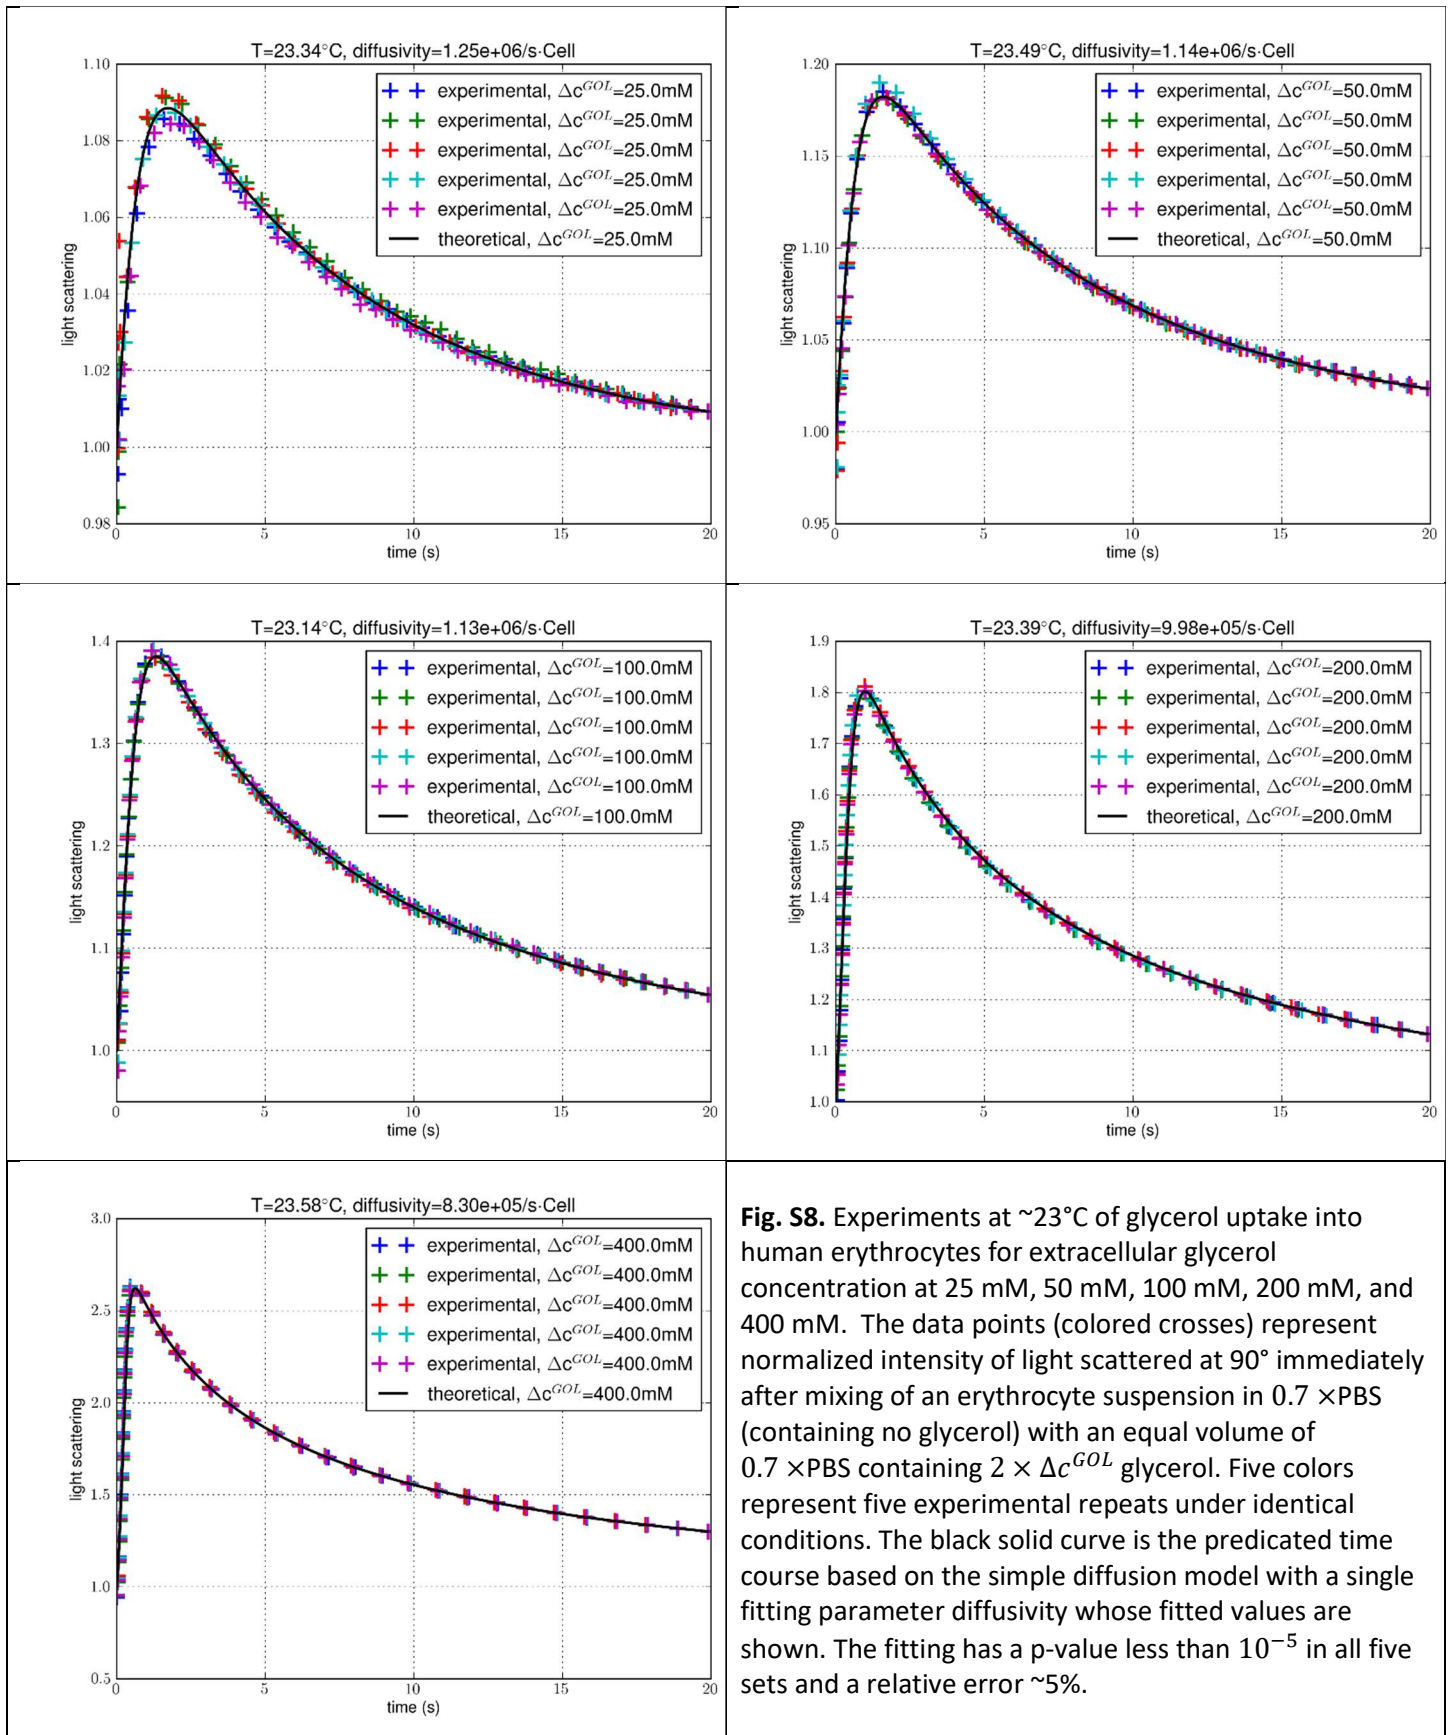 T=23.34°C, diffusivity=1.25e+06/s·Cell
1.10
1.08
1.06
1.04
1.02
1.00
0.98
light scattering
experimental, Δc^GOL=25.0mM
experimental, Δc^GOL=25.0mM
experimental, Δc^GOL=25.0mM
experimental, Δc^GOL=25.0mM
experimental, Δc^GOL=25.0mM
theoretical, Δc^GOL=25.0mM
0 5 10 15 20
time (s)
T=23.49°C, diffusivity=1.14e+06/s·Cell
1.20
1.15
1.10
1.05
1.00
0.95
light scattering
experimental, Δc^GOL=50.0mM
experimental, Δc^GOL=50.0mM
experimental, Δc^GOL=50.0mM
experimental, Δc^GOL=50.0mM
experimental, Δc^GOL=50.0mM
theoretical, Δc^GOL=50.0mM
0 5 10 15 20
time (s)
T=23.14°C, diffusivity=1.13e+06/s·Cell
1.4
1.3
1.2
1.1
1.0
light scattering
experimental, Δc^GOL=100.0mM
experimental, Δc^GOL=100.0mM
experimental, Δc^GOL=100.0mM
experimental, Δc^GOL=100.0mM
experimental, Δc^GOL=100.0mM
theoretical, Δc^GOL=100.0mM
0 5 10 15 20
time (s)
T=23.39°C, diffusivity=9.98e+05/s·Cell
1.9
1.8
1.7
1.6
1.5
1.4
1.3
1.2
1.1
1.0
light scattering
experimental, Δc^GOL=200.0mM
experimental, Δc^GOL=200.0mM
experimental, Δc^GOL=200.0mM
experimental, Δc^GOL=200.0mM
experimental, Δc^GOL=200.0mM
theoretical, Δc^GOL=200.0mM
0 5 10 15 20
time (s)
T=23.58°C, diffusivity=8.30e+05/s·Cell
3.0
2.5
2.0
1.5
1.0
0.5
light scattering
experimental, Δc^GOL=400.0mM
experimental, Δc^GOL=400.0mM
experimental, Δc^GOL=400.0mM
experimental, Δc^GOL=400.0mM
experimental, Δc^GOL=400.0mM
theoretical, Δc^GOL=400.0mM
0 5 10 15 20
time (s)
Fig. S8. Experiments at ~23°C of glycerol uptake into
human erythrocytes for extracellular glycerol
concentration at 25 mM, 50 mM, 100 mM, 200 mM, and
400 mM. The data points (colored crosses) represent
normalized intensity of light scattered at 90° immediately
after mixing of an erythrocyte suspension in 0.7 ×PBS
(containing no glycerol) with an equal volume of
0.7 ×PBS containing 2 × Δc^GOL glycerol. Five colors
represent five experimental repeats under identical
conditions. The black solid curve is the predicated time
course based on the simple diffusion model with a single
fitting parameter diffusivity whose fitted values are
shown. The fitting has a p-value less than 10⁻⁵ in all five
sets and a relative error ~5%.